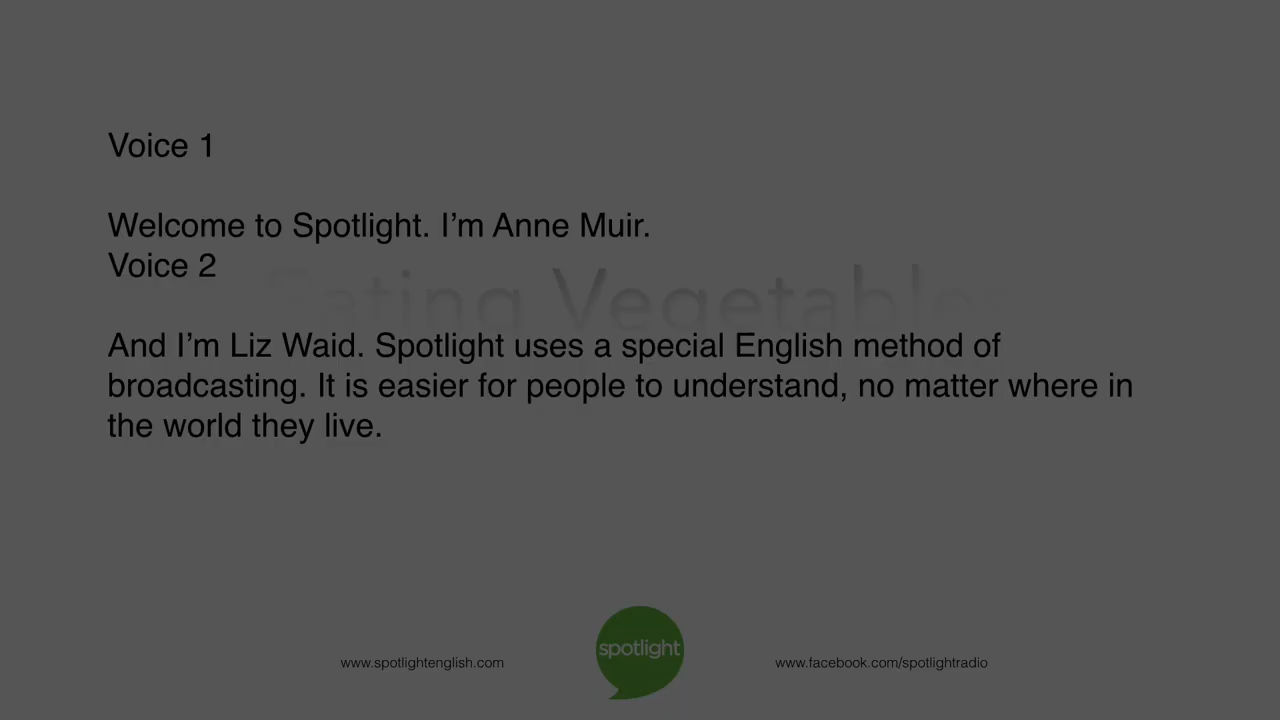 Voice 1
Welcome to Spotlight. I’m Anne Muir.
Voice 2
Eating Vegetables
And I’m Liz Waid. Spotlight uses a special English method of
broadcasting. It is easier for people to understand, no matter where in
the world they live.
spotlight
www.spotlightenglish.com
www.facebook.com/spotlightradio